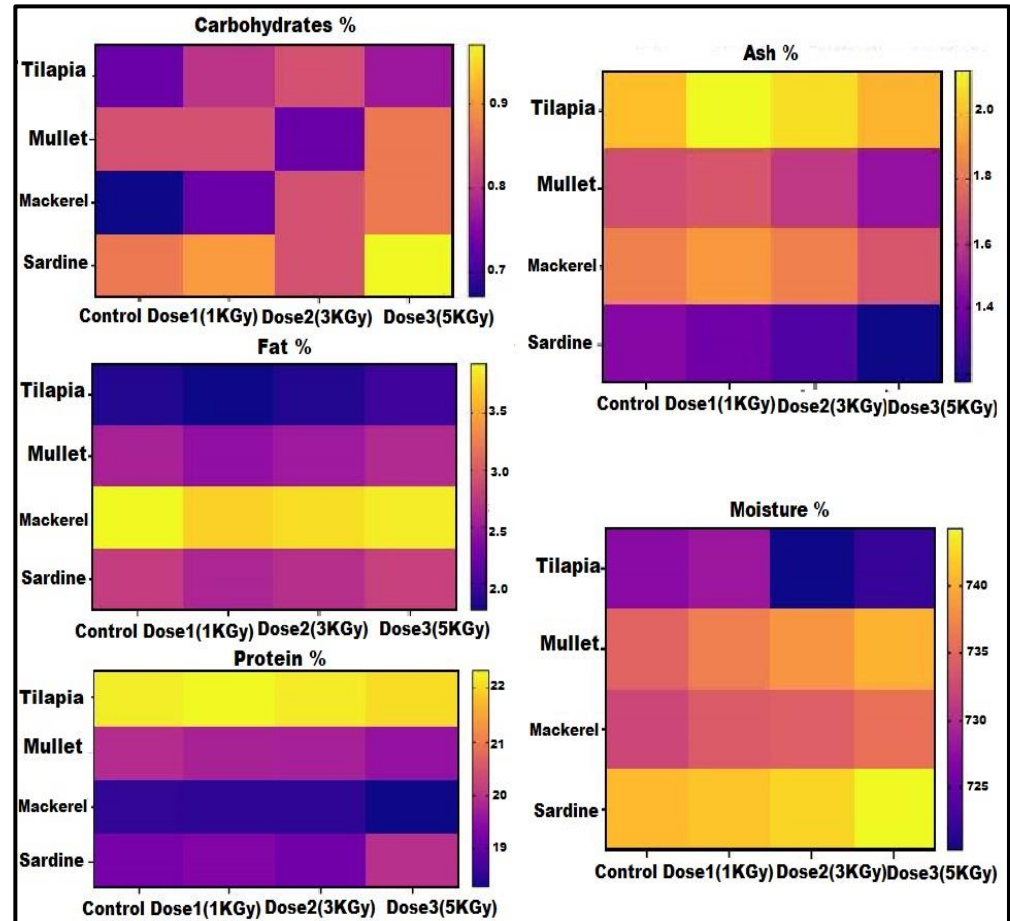 Carbohydrates %
Tilapia
Mullet
Mackerel
Sardine
0.9
0.8
0.7
Control Dose1(1KGy) Dose2(3KGy) Dose3(5KGy)
Fat %
Tilapia
Mullet
Mackerel
Sardine
3.5
3.0
2.5
2.0
Control Dose1(1KGy) Dose2(3KGy) Dose3(5KGy)
Protein %
Tilapia
Mullet
Mackerel
Sardine
22
21
20
19
Control Dose1(1KGy) Dose2(3KGy) Dose3(5KGy)
Ash %
Tilapia
Mullet
Mackerel
Sardine
2.0
1.8
1.6
1.4
Control Dose1(1KGy) Dose2(3KGy) Dose3(5KGy)
Moisture %
Tilapia
Mullet
Mackerel
Sardine
740
735
730
725
Control Dose1(1KGy) Dose2(3KGy) Dose3(5KGy)